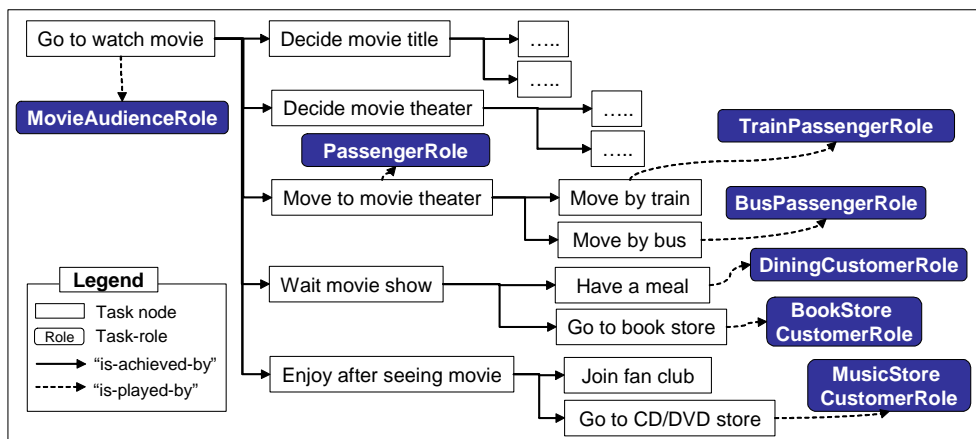 Go to watch movie
Decide movie title
…..
…..
MovieAudienceRole
Decide movie theater
…..
…..
PassengerRole
TrainPassengerRole
Move to movie theater
Move by train
BusPassengerRole
Move by bus
DiningCustomerRole
Wait movie show
Have a meal
Go to book store
BookStore
CustomerRole
Enjoy after seeing movie
Join fan club
MusicStore
CustomerRole
Go to CD/DVD store
Legend
Task node
Role Task-role
“is-achieved-by”
“is-played-by”